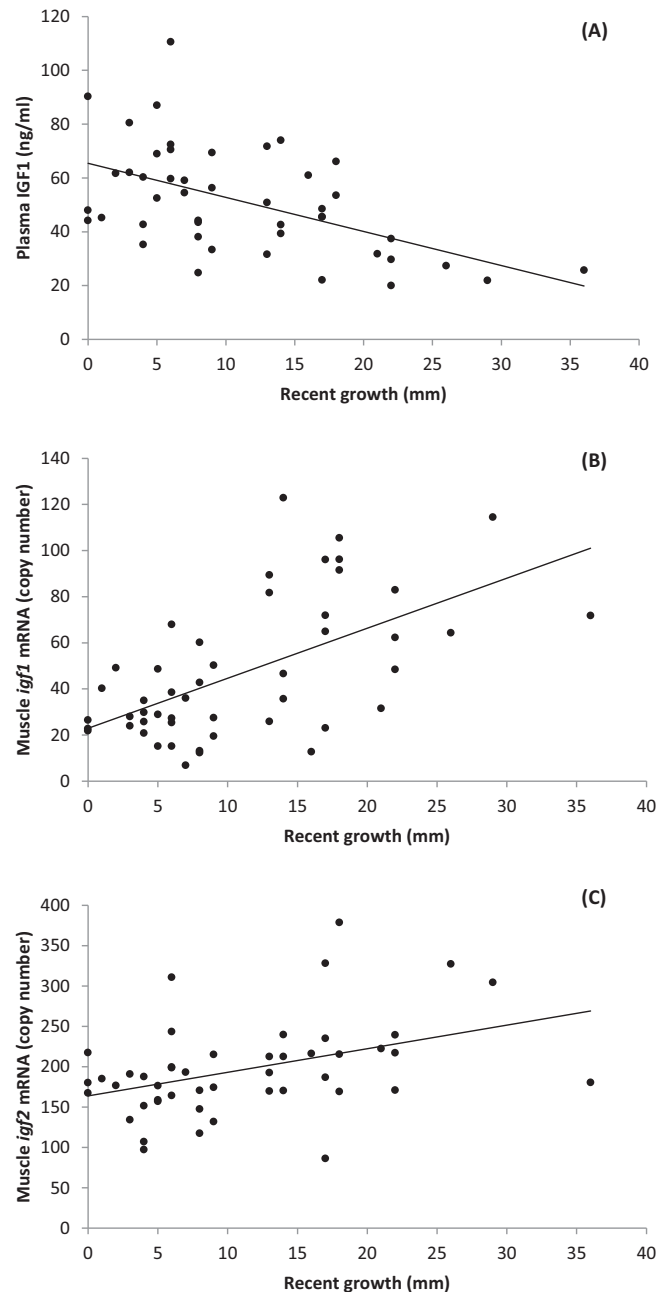 (A)
120
100
80
60
40
20
0
Plasma IGF1 (ng/ml)
0 5 10 15 20 25 30 35 40
Recent growth (mm)
(B)
140
120
100
80
60
40
20
0
Muscle igf1 mRNA (copy number)
0 5 10 15 20 25 30 35 40
Recent growth (mm)
(C)
400
350
300
250
200
150
100
50
0
Muscle igf2 mRNA (copy number)
0 5 10 15 20 25 30 35 40
Recent growth (mm)